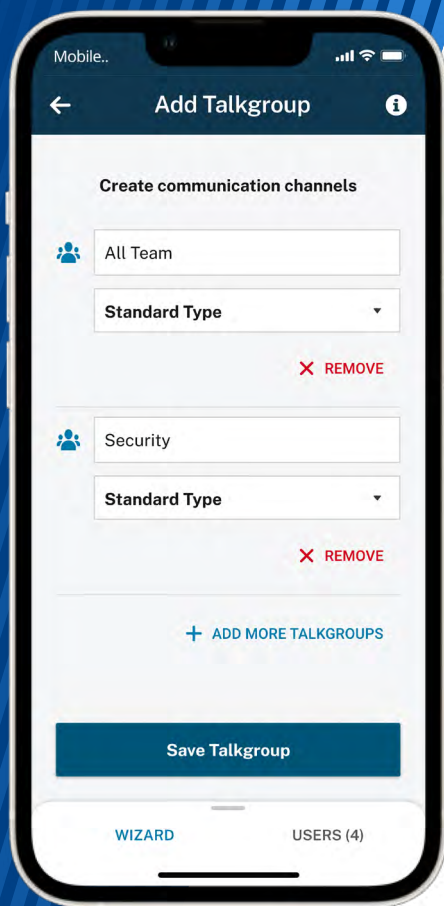 Mobile..
Add Talkgroup
Create communication channels
All Team
Standard Type
REMOVE
Security
Standard Type
REMOVE
+ ADD MORE TALKGROUPS
Save Talkgroup
WIZARD
USERS (4)